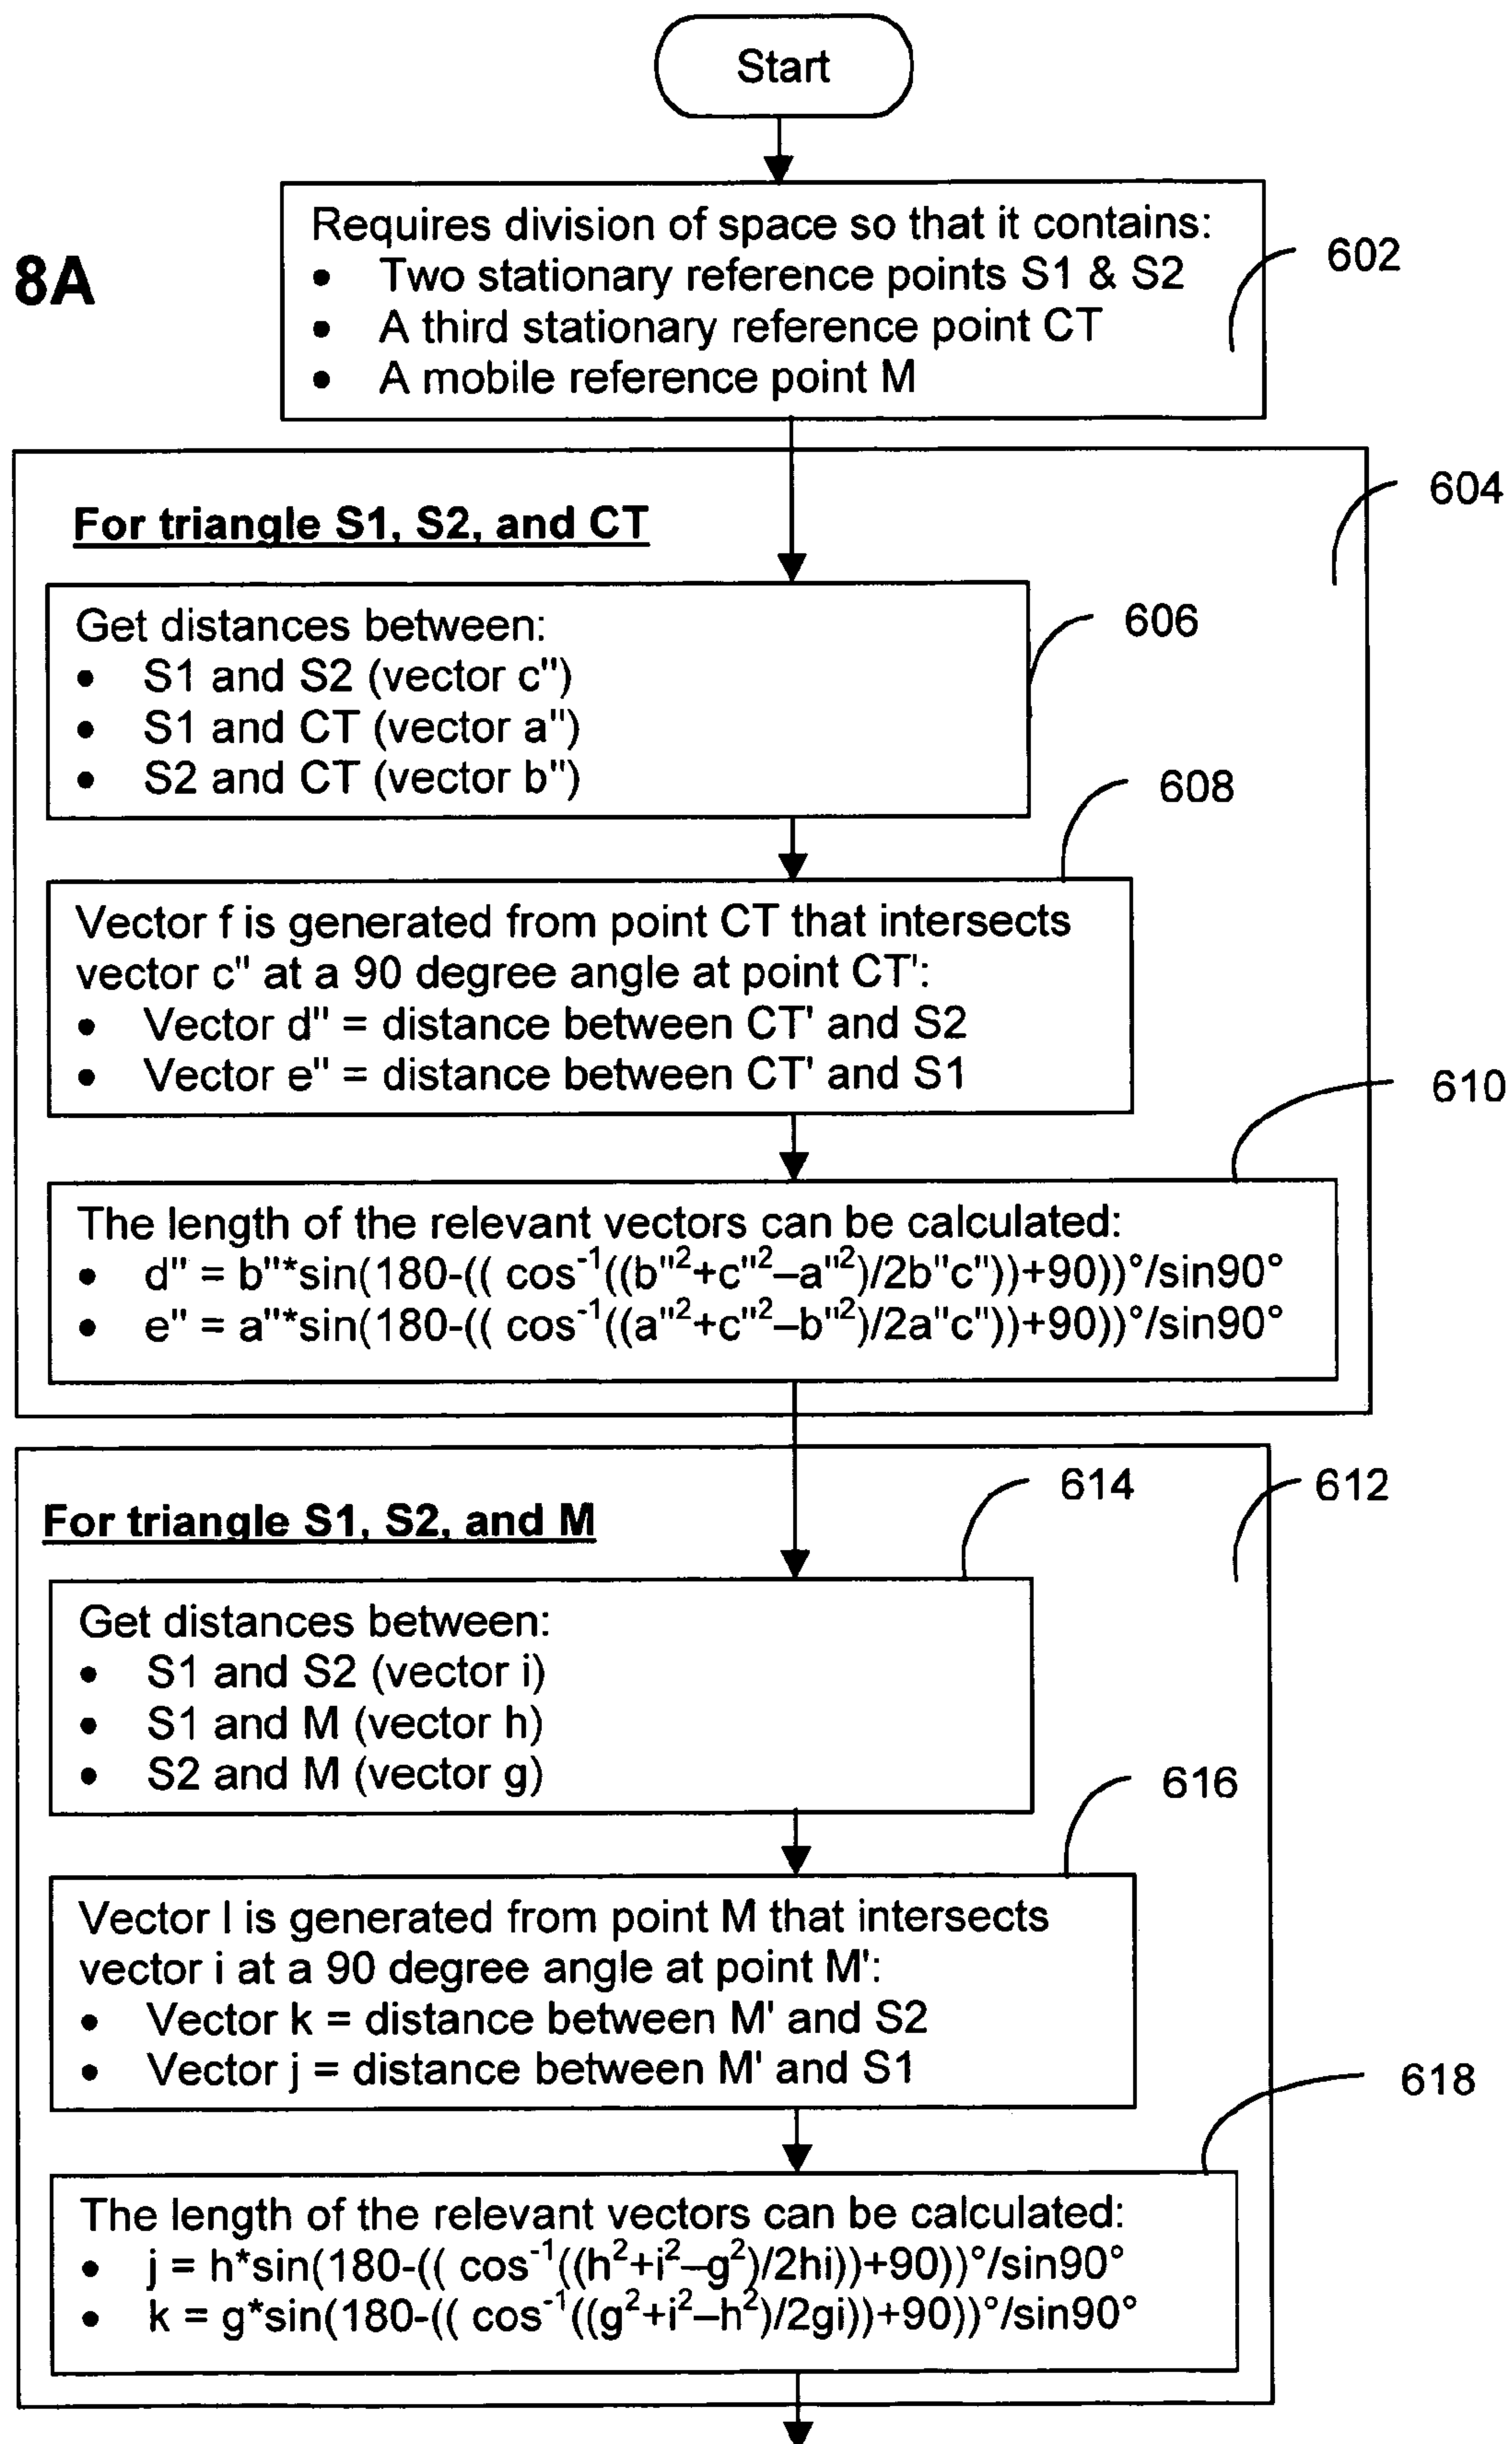 Start
8A
Requires division of space so that it contains:
• Two stationary reference points S1 & S2
• A third stationary reference point CT
• A mobile reference point M
602
604
For triangle S1, S2, and CT
Get distances between:
• S1 and S2 (vector c")
• S1 and CT (vector a")
• S2 and CT (vector b")
606
608
Vector f is generated from point CT that intersects
vector c" at a 90 degree angle at point CT':
• Vector d" = distance between CT' and S2
• Vector e" = distance between CT' and S1
610
The length of the relevant vectors can be calculated:
• d" = b"*sin(180-(( cos⁻¹((b"²+c"²–a"²)/2b"c"))+90))°/sin90°
• e" = a"*sin(180-(( cos⁻¹((a"²+c"²–b"²)/2a"c"))+90))°/sin90°
612
614
For triangle S1, S2, and M
Get distances between:
• S1 and S2 (vector i)
• S1 and M (vector h)
• S2 and M (vector g)
616
Vector l is generated from point M that intersects
vector i at a 90 degree angle at point M':
• Vector k = distance between M' and S2
• Vector j = distance between M' and S1
618
The length of the relevant vectors can be calculated:
• j = h*sin(180-(( cos⁻¹((h²+i²–g²)/2hi))+90))°/sin90°
• k = g*sin(180-(( cos⁻¹((g²+i²–h²)/2gi))+90))°/sin90°